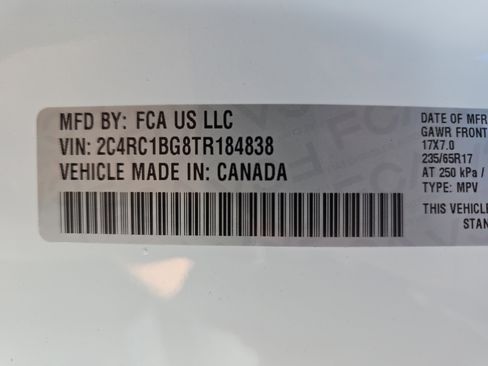 MFD BY: FCA US LLC
VIN: 2C4RC1BG8TR184838
VEHICLE MADE IN: CANADA
DATE OF MFR
GAWR FRONT
17X7.0
235/65R17
AT 250 kPa /
TYPE: MPV
THIS VEHICLE
STAN